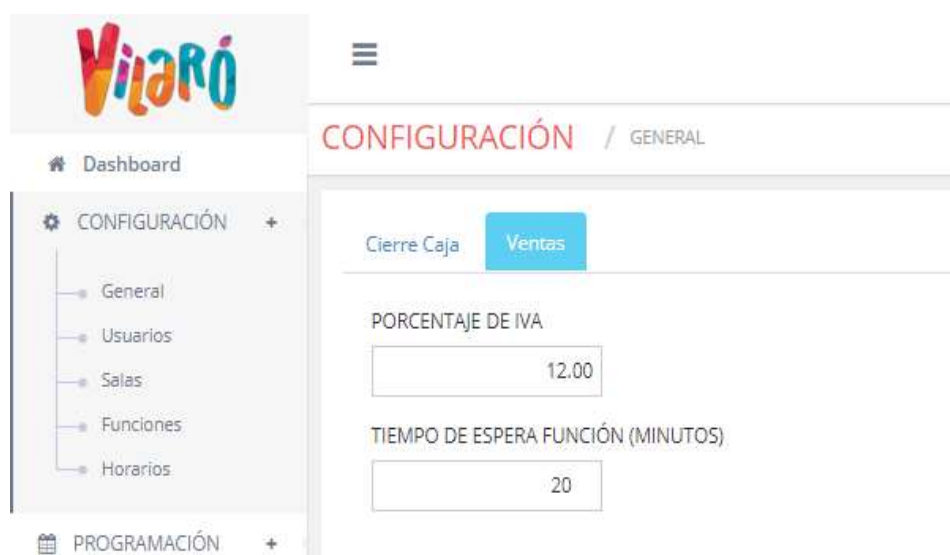 Vilaró
Dashboard
CONFIGURACIÓN +
General
Usuarios
Salas
Funciones
Horarios
PROGRAMACIÓN +
CONFIGURACIÓN / GENERAL
Cierre Caja
Ventas
PORCENTAJE DE IVA
12.00
TIEMPO DE ESPERA FUNCIÓN (MINUTOS)
20